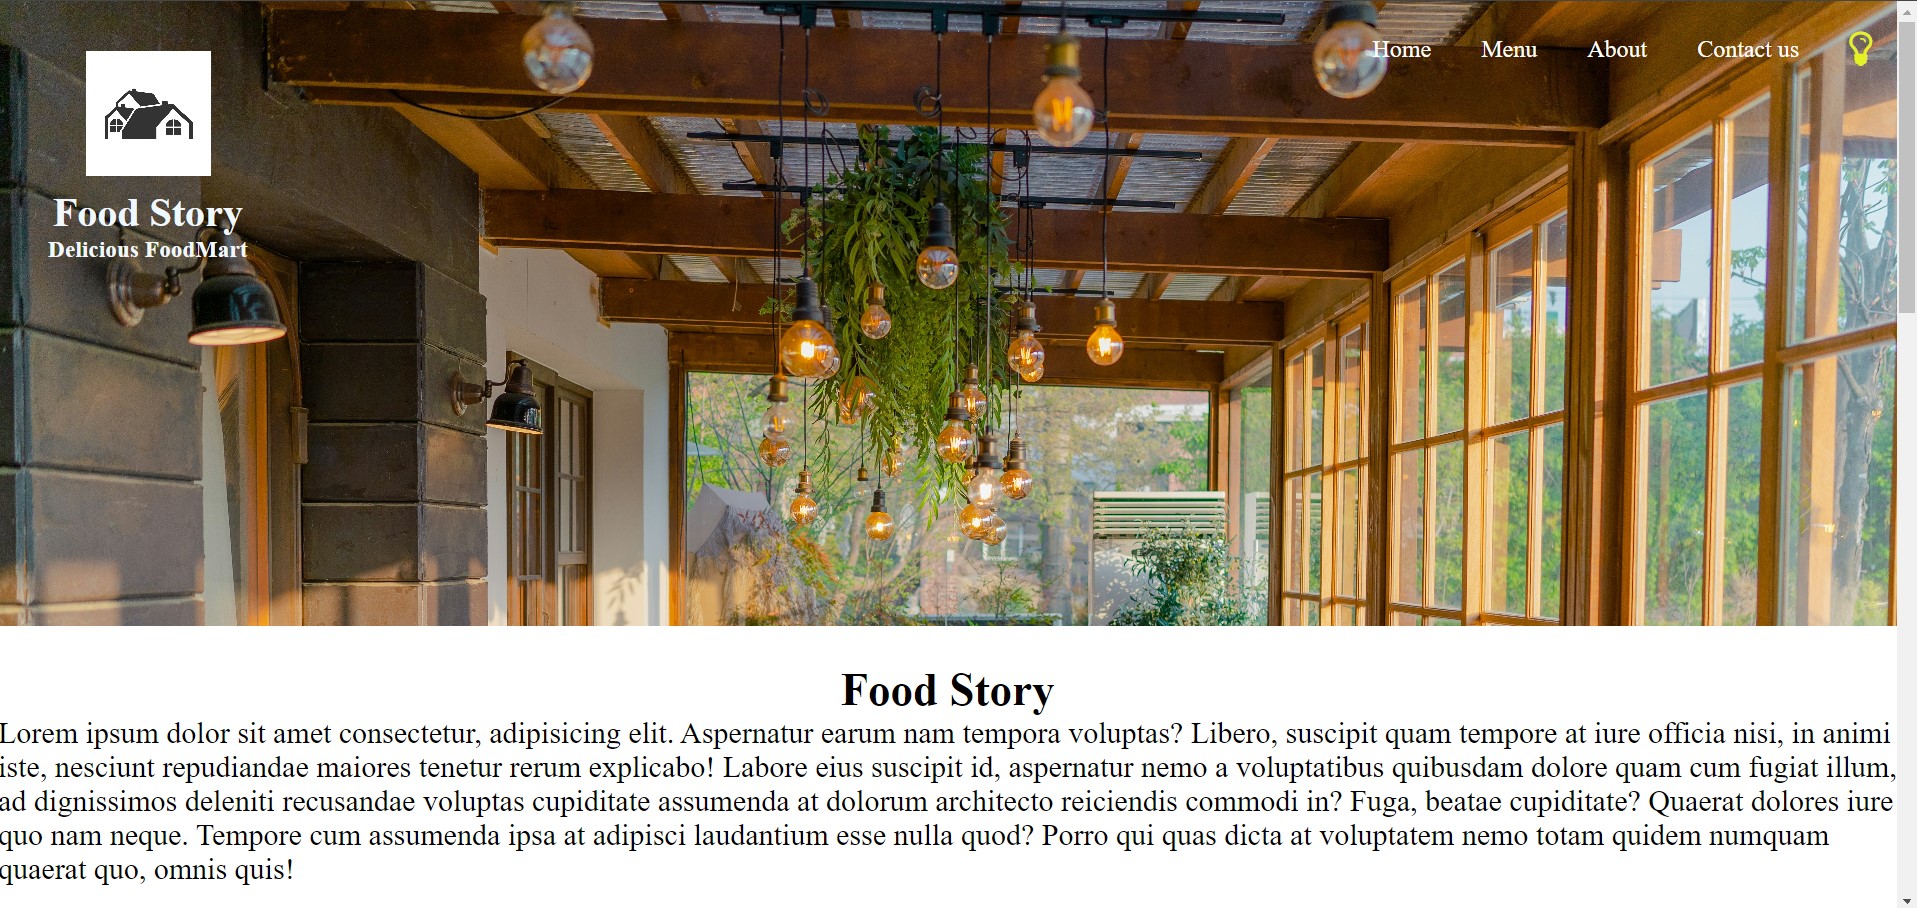 Home Menu About Contact us
Food Story
Delicious FoodMart
Food Story
Lorem ipsum dolor sit amet consectetur, adipisicing elit. Aspernatur earum nam tempora voluptas? Libero, suscipit quam tempore at iure officia nisi, in animi
iste, nesciunt repudiandae maiores tenetur rerum explicabo! Labore eius suscipit id, aspernatur nemo a voluptatibus quibusdam dolore quam cum fugiat illum,
ad dignissimos deleniti recusandae voluptas cupiditate assumenda at dolorum architecto reiciendis commodi in? Fuga, beatae cupiditate? Quaerat dolores iure
quo nam neque. Tempore cum assumenda ipsa at adipisci laudantium esse nulla quod? Porro qui quas dicta at voluptatem nemo totam quidem numquam
quaerat quo, omnis quis!